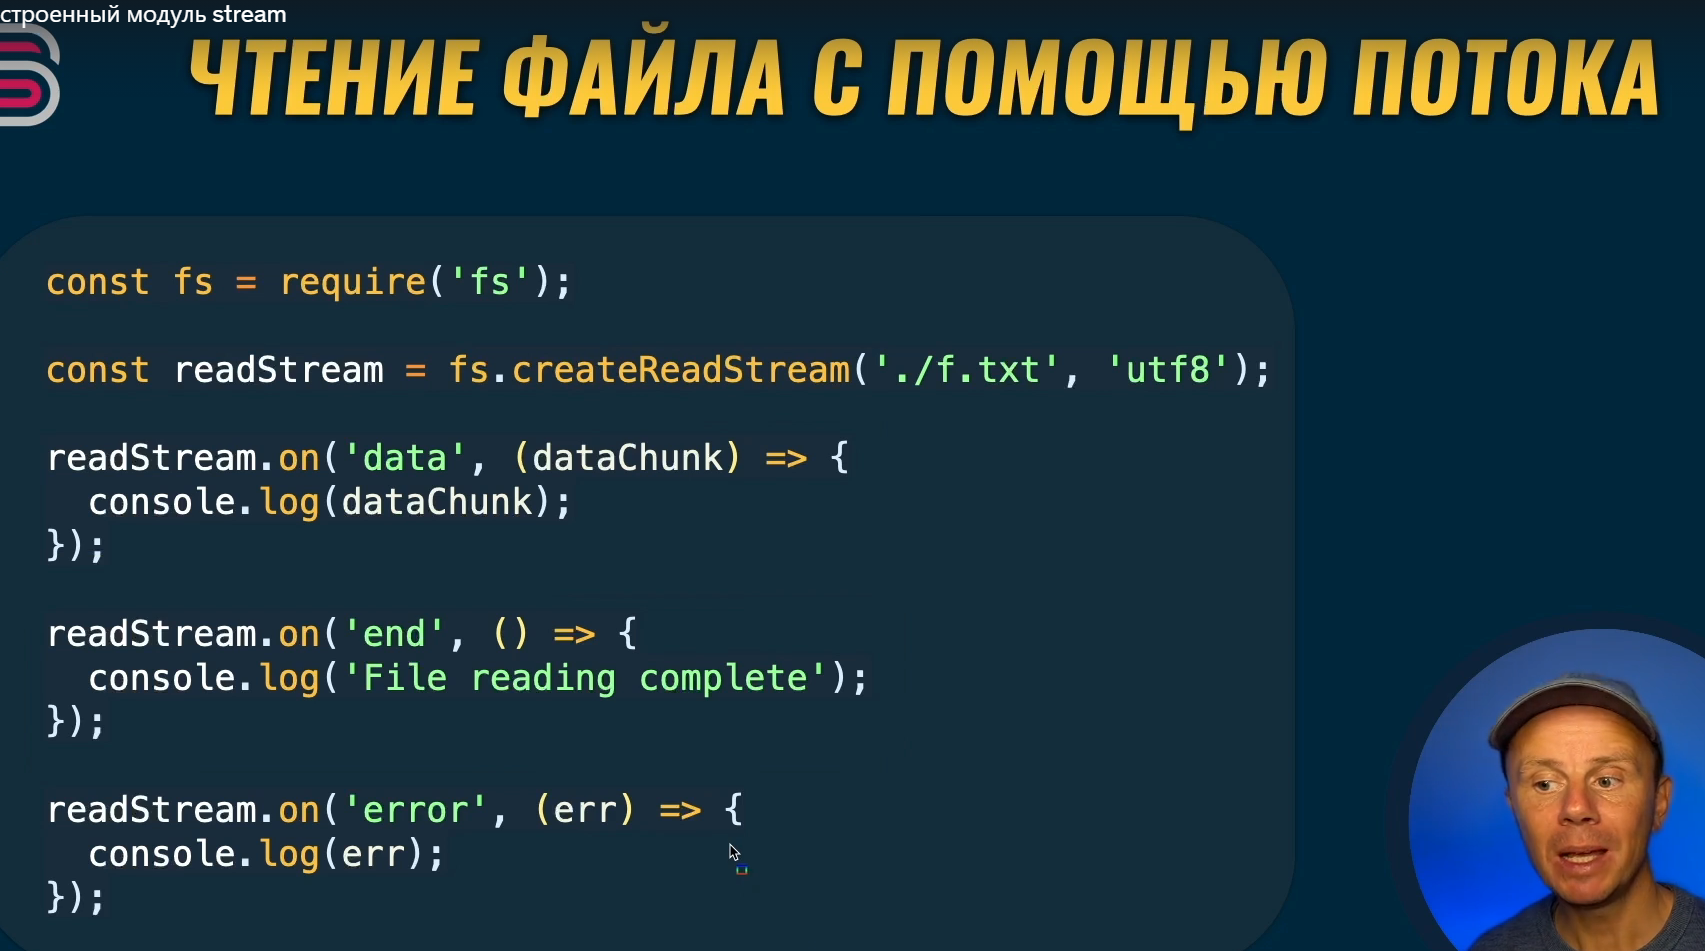 строенный модуль stream
ЧТЕНИЕ ФАЙЛА С ПОМОЩЬЮ ПОТОКА
const fs = require('fs');
const readStream = fs.createReadStream('./f.txt', 'utf8');
readStream.on('data', (dataChunk) => {
  console.log(dataChunk);
});
readStream.on('end', () => {
  console.log('File reading complete');
});
readStream.on('error', (err) => {
  console.log(err);
});